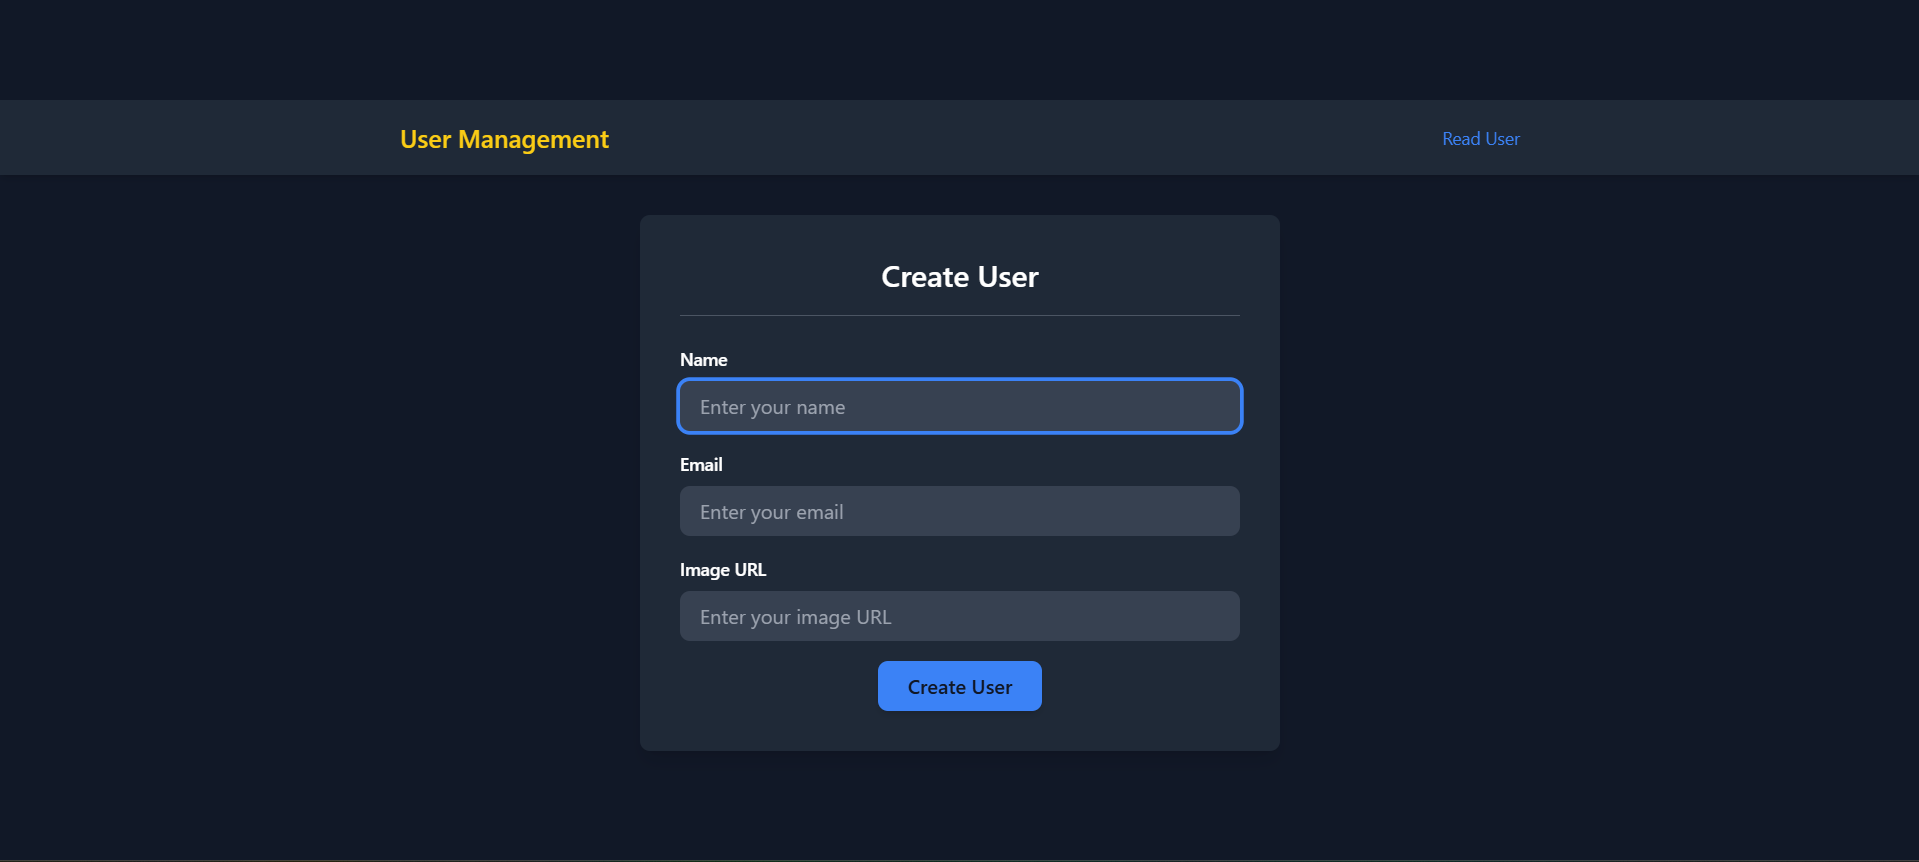 User Management
Read User
Create User
Name
Enter your name
Email
Enter your email
Image URL
Enter your image URL
Create User